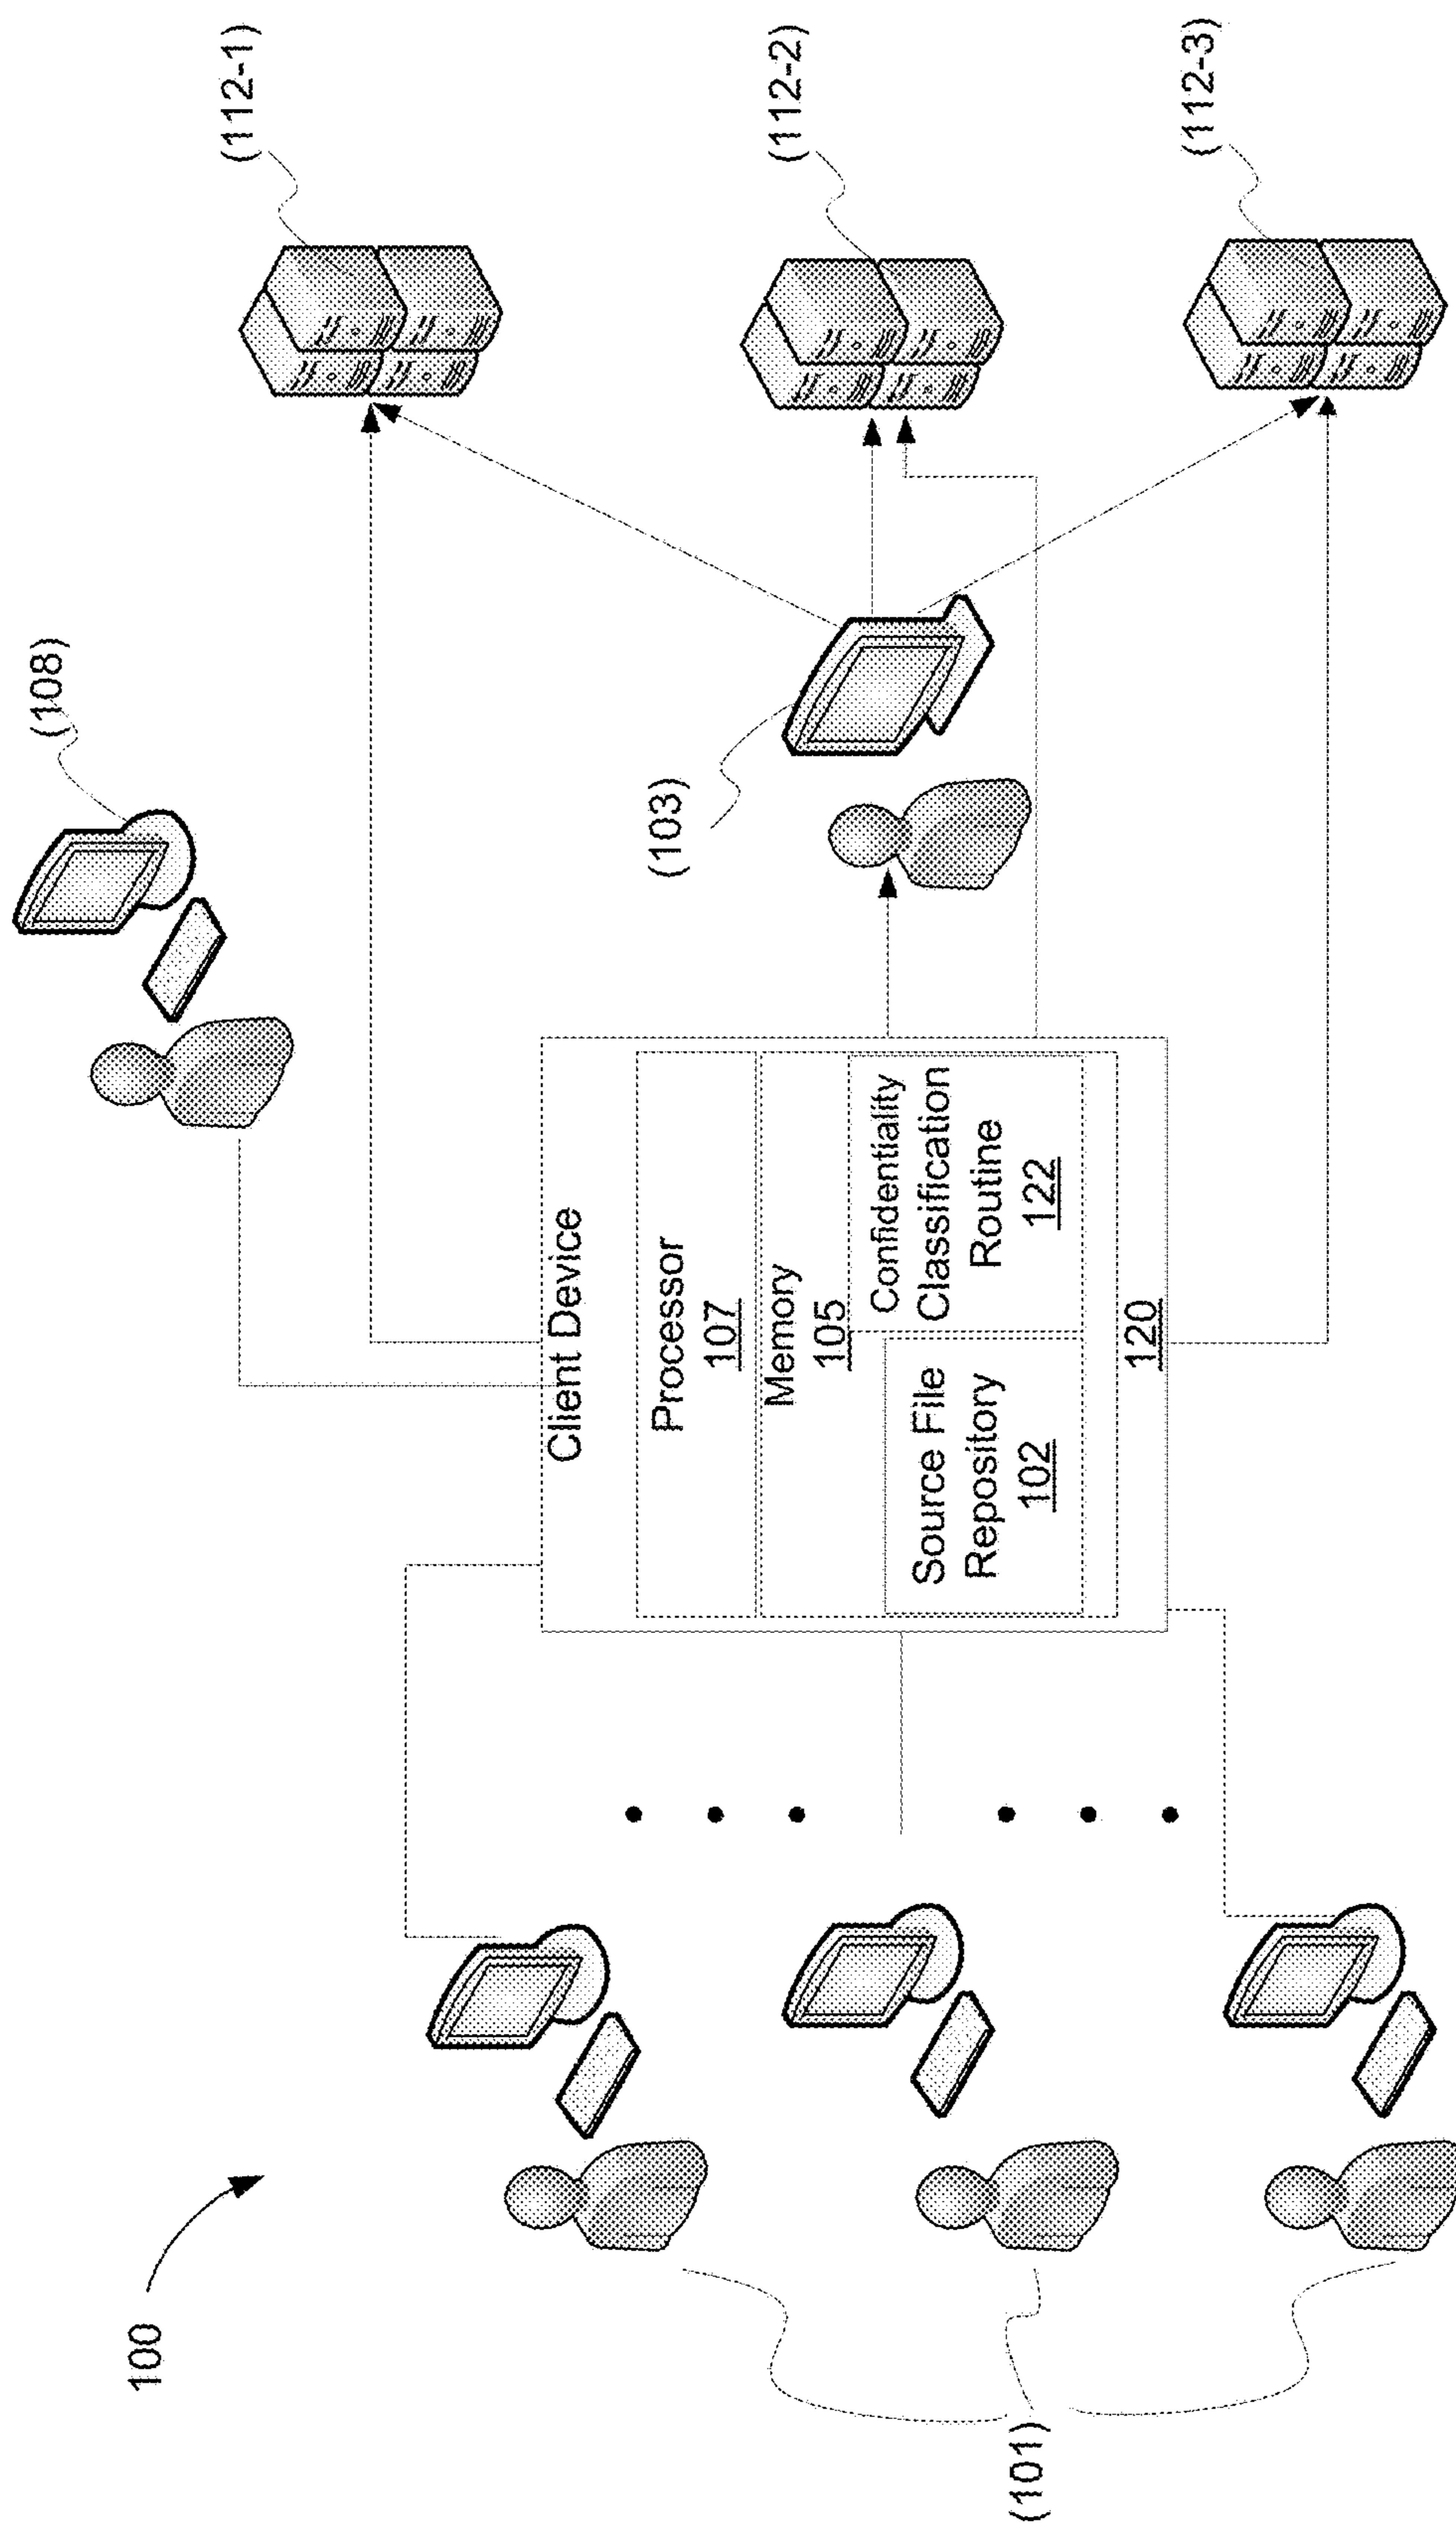 100
(108)
(112-1)
(112-2)
(112-3)
(103)
Client Device
Processor
107
Memory
105
Confidentiality
Classification
Routine
122
Source File
Repository
102
120
(101)